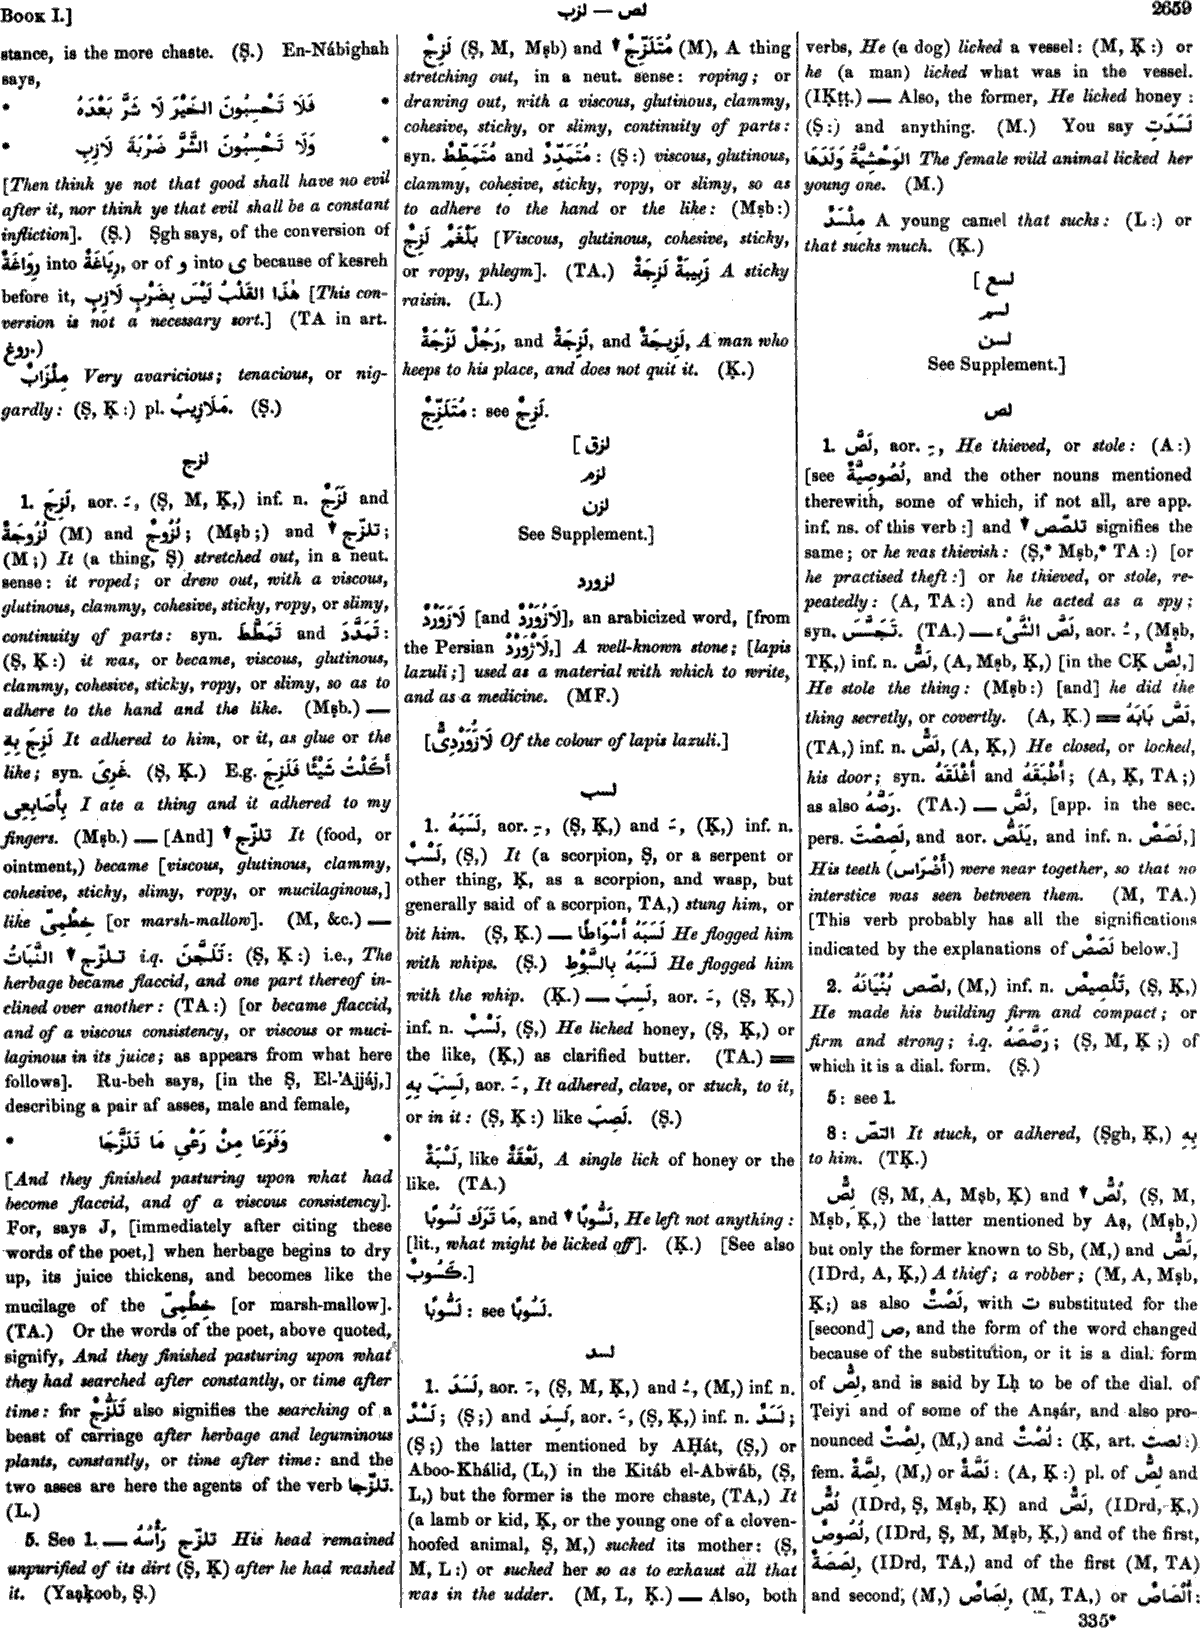 BOOK I.]
لزب — لص
2659
stance, is the more chaste. (Ṣ.) En-Nábighah
says,
* فَلَا تَحْسِبُونَ الخَيْرَ لَا شَرَّ بَعْدَهُ *
* وَلَا تَحْسِبُونَ الشَّرَّ ضَرْبَةَ لَازِبِ *
[Then think ye not that good shall have no evil
after it, nor think ye that evil shall be a constant
infliction]. (Ṣ.) Ṣgh says, of the conversion of
رِوَاغَةٌ into رِيَاغَةٌ, or of و into ى because of kesreh
before it, هٰذَا القَلْبُ لَيْسَ بِضَرْبٍ لَازِبٍ [This con-
version is not a necessary sort.] (TA in art.
روغ.)
مِلْزَابٌ Very avaricious; tenacious, or nig-
gardly: (Ṣ, Ḳ:) pl. مَلَازِيبُ. (Ṣ.)
لزج
1. لَزِجَ, aor. ـَ, (Ṣ, M, Ḳ,) inf. n. لَزَجٌ and
لُزُوجَةٌ (M) and لُزُوجٌ; (Mṣb;) and ▼ تلزّج;
(M;) It (a thing, Ṣ) stretched out, in a neut.
sense: it roped; or drew out, with a viscous,
glutinous, clammy, cohesive, sticky, ropy, or slimy,
continuity of parts: syn. تَمَطَّطَ and تَمَدَّدَ:
(Ṣ, Ḳ:) it was, or became, viscous, glutinous,
clammy, cohesive, sticky, ropy, or slimy, so as to
adhere to the hand and the like. (Mṣb.) —
لَزِجَ بِهِ It adhered to him, or it, as glue or the
like; syn. غَرِىَ. (Ṣ, Ḳ.) E.g. أَكَلْتُ شَيْئًا فَلَزِجَ
بِأَصَابِعِى I ate a thing and it adhered to my
fingers. (Mṣb.) — [And] ▼ تلزّج It (food, or
ointment,) became [viscous, glutinous, clammy,
cohesive, sticky, slimy, ropy, or mucilaginous,]
like خِطْمِىّ [or marsh-mallow]. (M, &c.) —
تلزّج ▼ النَّبَاتُ i.q. تَلَجَّنَ: (Ṣ, Ḳ:) i.e., The
herbage became flaccid, and one part thereof in-
clined over another: (TA:) [or became flaccid,
and of a viscous consistency, or viscous or muci-
laginous in its juice; as appears from what here
follows]. Ru-beh says, [in the Ṣ, El-'Ajjáj,]
describing a pair af asses, male and female,
* وَفَرَغَا مِنْ رَعْىِ مَا تَلَزَّجَا *
[And they finished pasturing upon what had
become flaccid, and of a viscous consistency].
For, says J, [immediately after citing these
words of the poet,] when herbage begins to dry
up, its juice thickens, and becomes like the
mucilage of the خِطْمِىّ [or marsh-mallow].
(TA.) Or the words of the poet, above quoted,
signify, And they finished pasturing upon what
they had searched after constantly, or time after
time: for تَلَزُّجٌ also signifies the searching of a
beast of carriage after herbage and leguminous
plants, constantly, or time after time: and the
two asses are here the agents of the verb تلزّجا.
(L.)
5. See 1. — تلزّج رَأْسُهُ His head remained
unpurified of its dirt (Ṣ, Ḳ) after he had washed
it. (Yaạḳoob, Ṣ.)
لَزِجٌ (Ṣ, M, Mṣb) and ▼ مُتَلَزِّجٌ (M), A thing
stretching out, in a neut. sense: roping; or
drawing out, with a viscous, glutinous, clammy,
cohesive, sticky, or slimy, continuity of parts:
syn. مُتَمَطِّطٌ and مُتَمَدِّدٌ: (Ṣ:) viscous, glutinous,
clammy, cohesive, sticky, ropy, or slimy, so as
to adhere to the hand or the like: (Mṣb:)
بَلْغَمٌ لَزِجٌ [Viscous, glutinous, cohesive, sticky,
or ropy, phlegm]. (TA.) زَبِيبَةٌ لَزِجَةٌ A sticky
raisin. (L.)
رَجُلٌ لَزْجَةٌ, and لَزِجَةٌ, and لَزِيجَةٌ, A man who
keeps to his place, and does not quit it. (Ḳ.)
مُتَلَزِّجٌ: see لَزِجٌ.
[ لزق
لزم
لزن
See Supplement.]
لزورد
لَازَوَرْدٌ [and لَازُوَرْدٌ], an arabicized word, [from
the Persian لَاژُوَرْدْ,] A well-known stone; [lapis
lazuli;] used as a material with which to write,
and as a medicine. (MF.)
[لَازُوَرْدِىٌّ Of the colour of lapis lazuli.]
لسب
1. لَسَبَهُ, aor. ـِ, (Ṣ, Ḳ,) and ـَ, (Ḳ,) inf. n.
لَسْبٌ, (Ṣ,) It (a scorpion, Ṣ, or a serpent or
other thing, Ḳ, as a scorpion, and wasp, but
generally said of a scorpion, TA,) stung him, or
bit him. (Ṣ, Ḳ.) — لَسَبَهُ أَسْوَاطًا He flogged him
with whips. (Ṣ.) لَسَبَهُ بِالسَّوْطِ He flogged him
with the whip. (Ḳ.) — لَسِبَ, aor. ـَ, (Ṣ, Ḳ,)
inf. n. لَسْبٌ, (Ṣ,) He licked honey, (Ṣ, Ḳ,) or
the like, (Ḳ,) as clarified butter. (TA.) ==
لَسِبَ بِهِ, aor. ـَ, It adhered, clave, or stuck, to it,
or in it: (Ṣ, Ḳ:) like لَصِبَ. (Ṣ.)
لَسْبَةٌ, like لَعْقَةٌ, A single lick of honey or the
like. (TA.)
مَا تَرَكَ لَسُوبًا, and ▼ لَسُّوبًا, He left not anything:
[lit., what might be licked off]. (Ḳ.) [See also
كَسُوبٌ.]
لَسُّوبًا: see لَسُوبًا.
لسد
1. لَسَدَ, aor. ـِ, (Ṣ, M, Ḳ,) and ـُ, (M,) inf. n.
لَسْدٌ; (Ṣ;) and لَسِدَ, aor. ـَ, (Ṣ, Ḳ,) inf. n. لَسَدٌ;
(Ṣ;) the latter mentioned by AḤát, (Ṣ,) or
Aboo-Khálid, (L,) in the Kitáb el-Abwáb, (Ṣ,
L,) but the former is the more chaste, (TA,) It
(a lamb or kid, Ḳ, or the young one of a cloven-
hoofed animal, Ṣ, M,) sucked its mother: (Ṣ,
M, L:) or sucked her so as to exhaust all that
was in the udder. (M, L, Ḳ.) — Also, both
verbs, He (a dog) licked a vessel: (M, Ḳ:) or
he (a man) licked what was in the vessel.
(IḲṭṭ.) — Also, the former, He licked honey:
(Ṣ:) and anything. (M.) You say لَسَدَتِ
الوَحْشِيَّةُ وَلَدَهَا The female wild animal licked her
young one. (M.)
مِلْسَدٌ A young camel that sucks: (L:) or
that sucks much. (Ḳ.)
[ لسع
لسم
لسن
See Supplement.]
لص
1. لَصَّ, aor. ـِ, He thieved, or stole: (A:)
[see لُصُوصِيَّةٌ, and the other nouns mentioned
therewith, some of which, if not all, are app.
inf. ns. of this verb:] and ▼ تلصّص signifies the
same; or he was thievish: (Ṣ,* Mṣb,* TA:) [or
he practised theft:] or he thieved, or stole, re-
peatedly: (A, TA:) and he acted as a spy;
syn. تَجَسَّسَ. (TA.) — لَصَّ الشَّىْءَ, aor. ـُ, (Mṣb,
TḲ,) inf. n. لَصٌّ, (A, Mṣb, Ḳ,) [in the CḲ لِصٌّ,]
He stole the thing: (Mṣb:) [and] he did the
thing secretly, or covertly. (A, Ḳ.) == لَصَّ بَابَهُ,
(TA,) inf. n. لَصٌّ, (A, Ḳ,) He closed, or locked,
his door; syn. أَغْلَقَهُ and أَطْبَقَهُ; (A, Ḳ, TA;)
as also رَصَّهُ. (TA.) — لَصَّ, [app. in the sec.
pers. لَصِصْتَ, and aor. يَلَصُّ, and inf. n. لَصَصٌ,]
His teeth (أَضْرَاس) were near together, so that no
interstice was seen between them. (M, TA.)
[This verb probably has all the significations
indicated by the explanations of لَصَصٌ below.]
2. لصّص بُنْيَانَهُ, (M,) inf. n. تَلْصِيصٌ, (Ṣ, Ḳ,)
He made his building firm and compact; or
firm and strong; i.q. رَصَّصَهُ; (Ṣ, M, Ḳ;) of
which it is a dial. form. (Ṣ.)
5: see 1.
8: التصّ It stuck, or adhered, (Ṣgh, Ḳ,) بِهِ
to him. (TḲ.)
لِصٌّ (Ṣ, M, A, Mṣb, Ḳ) and ▼ لُصٌّ, (Ṣ, M,
Mṣb, Ḳ,) the latter mentioned by Aṣ, (Mṣb,)
but only the former known to Sb, (M,) and لَصٌّ,
(IDrd, A, Ḳ,) A thief; a robber; (M, A, Mṣb,
Ḳ;) as also لَصْتٌ, with ت substituted for the
[second] ص, and the form of the word changed
because of the substitution, or it is a dial. form
of لِصٌّ, and is said by Lḥ to be of the dial. of
Ṭeiyi and of some of the Anṣár, and also pro-
nounced لِصْتٌ, (M,) and لُصْتٌ: (Ḳ, art. لصت:)
fem. لِصَّةٌ, (M,) or لَصَّةٌ: (A, Ḳ:) pl. of لِصٌّ and
لُصٌّ (IDrd, Ṣ, Mṣb, Ḳ) and لَصٌّ, (IDrd, Ḳ,)
لُصُوصٌ, (IDrd, Ṣ, M, Mṣb, Ḳ,) and of the first,
لِصَصَةٌ, (IDrd, TA,) and of the first (M, TA)
and second, (M,) لِصَاصٌ, (M, TA,) or أَلْصَاصٌ:
335*